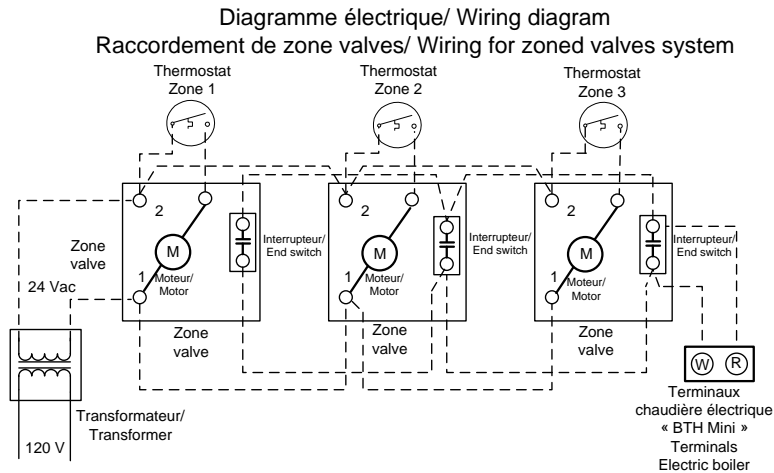 Diagramme électrique/ Wiring diagram
Raccordement de zone valves/ Wiring for zoned valves system
Thermostat
Zone 1
Thermostat
Zone 2
Thermostat
Zone 3
2
M
1
Moteur/
Motor
Interrupteur/
End switch
Zone
valve
Zone
valve
2
M
1
Moteur/
Motor
Interrupteur/
End switch
Zone
valve
2
M
1
Moteur/
Motor
Interrupteur/
End switch
Zone
valve
24 Vac
Transformateur/
Transformer
120 V
W R
Terminaux
chaudière électrique
« BTH Mini »
Terminals
Electric boiler